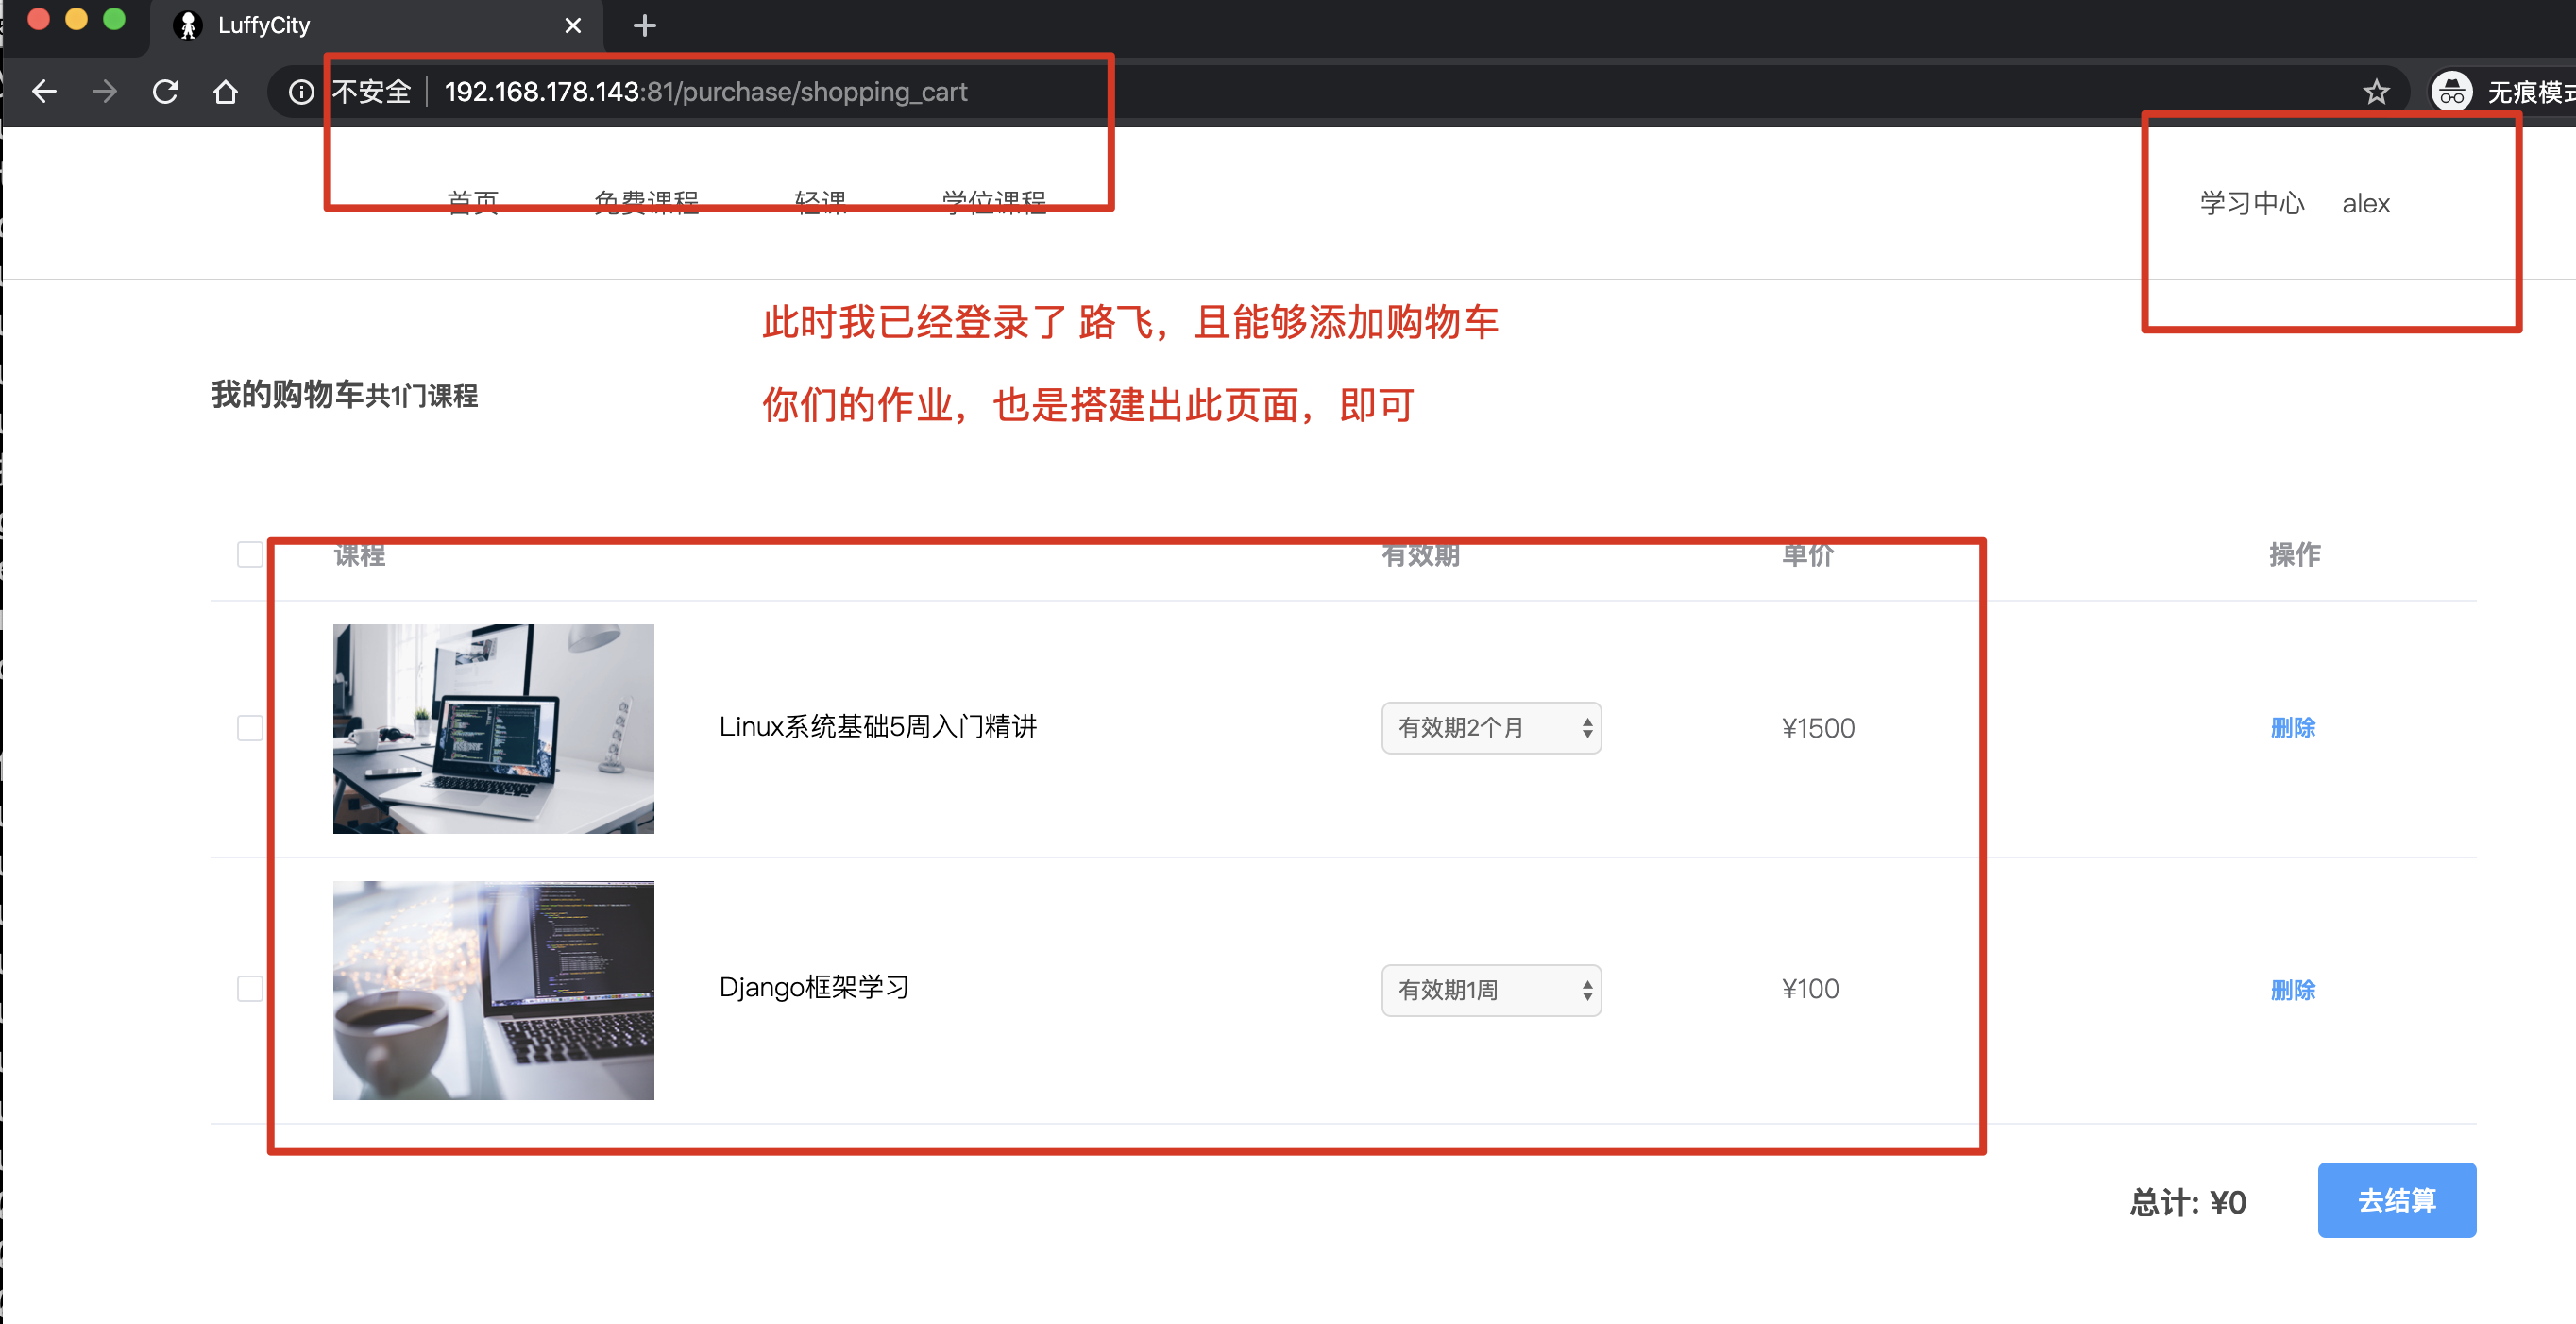 LuffyCity
不安全 192.168.178.143:81/purchase/shopping_cart
无痕模式
首页 免费课程 轻课 学位课程 学习中心 alex
此时我已经登录了 路飞，且能够添加购物车
我的购物车共1门课程
你们的作业，也是搭建出此页面，即可
课程 有效期 单价 操作
Linux系统基础5周入门精讲 有效期2个月 ¥1500 删除
Django框架学习 有效期1周 ¥100 删除
总计: ¥0 去结算